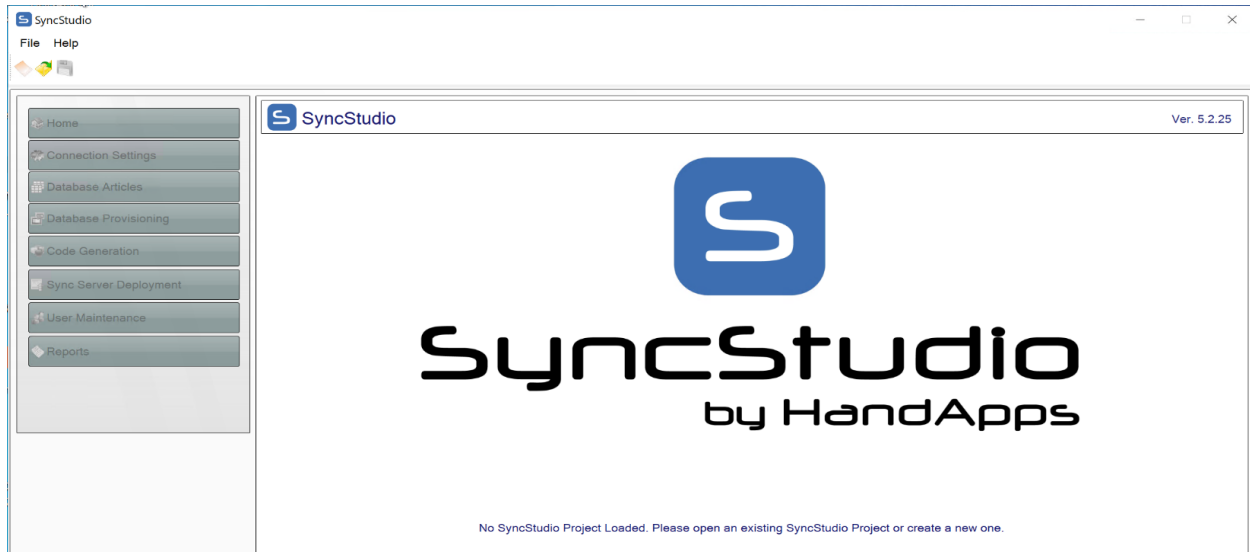 SyncStudio
File Help
Home
Connection Settings
Database Articles
Database Provisioning
Code Generation
Sync Server Deployment
User Maintenance
Reports
SyncStudio
Ver. 5.2.25
SyncStudio
by HandApps
No SyncStudio Project Loaded. Please open an existing SyncStudio Project or create a new one.